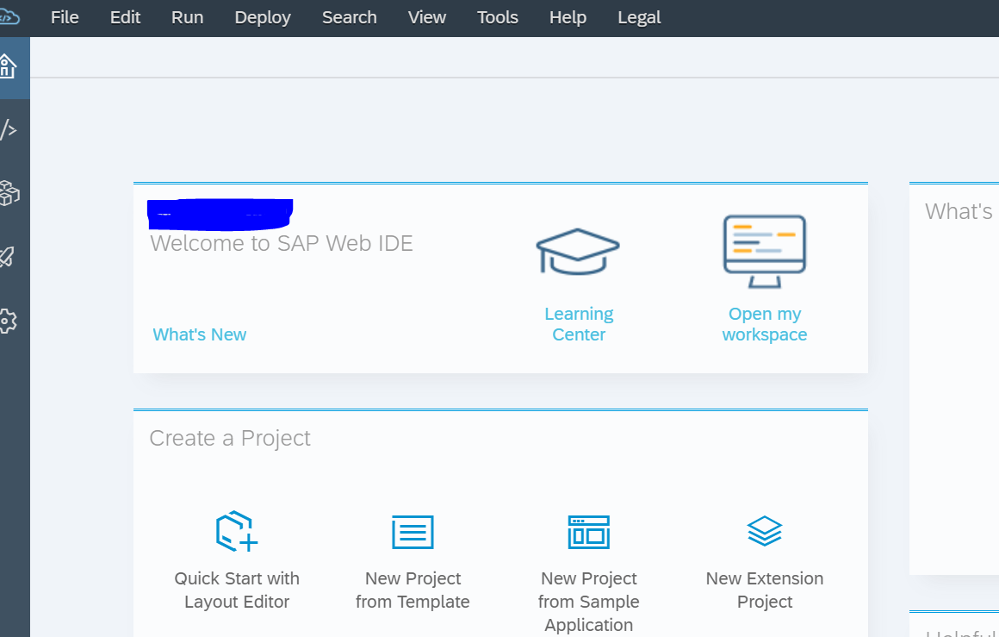 File Edit Run Deploy Search View Tools Help Legal
Welcome to SAP Web IDE
What's New
Learning
Center
Open my
workspace
What's
Create a Project
Quick Start with
Layout Editor
New Project
from Template
New Project
from Sample
Application
New Extension
Project
Helpful